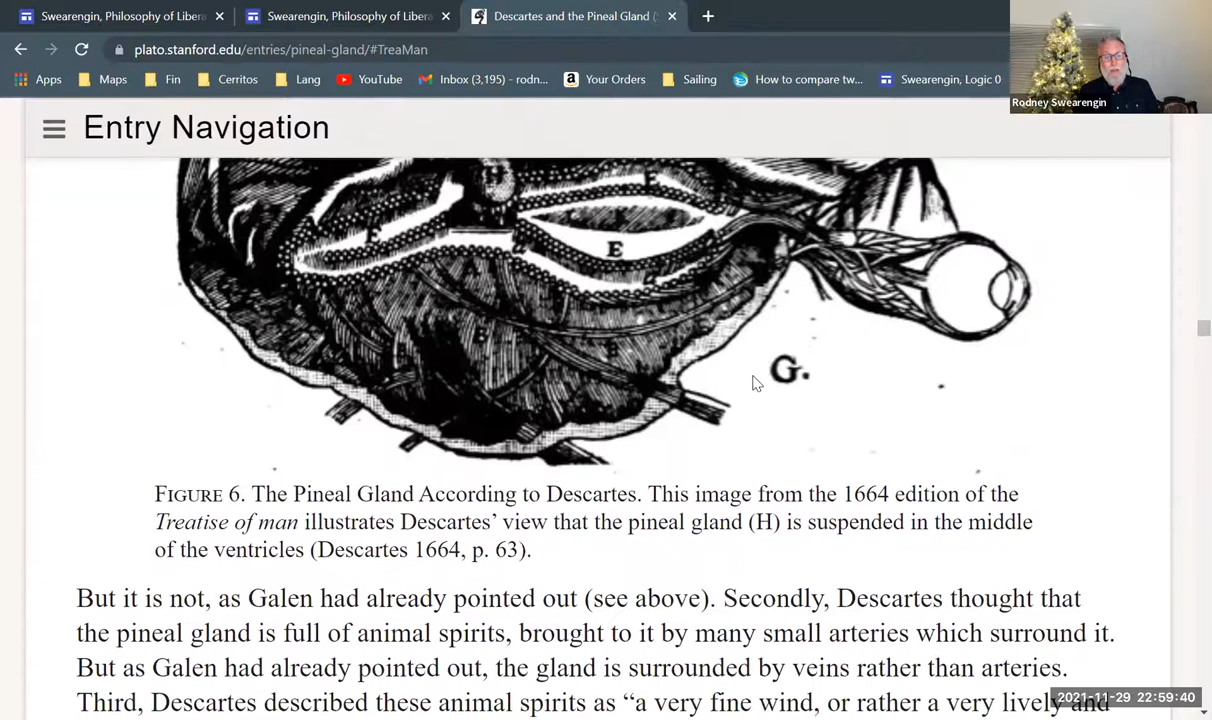 Swearengin, Philosophy of Libera
Swearengin, Philosophy of Libera
Descartes and the Pineal Gland (
plato.stanford.edu/entries/pineal-gland/#TreaMan
Apps
Maps
Fin
Cerritos
Lang
YouTube
Inbox (3,195) - rodn...
Your Orders
Sailing
How to compare tw...
Swearengin, Logic 0
Rodney Swearengin
Entry Navigation
H
E
E
E
G.
FIGURE 6. The Pineal Gland According to Descartes. This image from the 1664 edition of the
Treatise of man illustrates Descartes’ view that the pineal gland (H) is suspended in the middle
of the ventricles (Descartes 1664, p. 63).
But it is not, as Galen had already pointed out (see above). Secondly, Descartes thought that
the pineal gland is full of animal spirits, brought to it by many small arteries which surround it.
But as Galen had already pointed out, the gland is surrounded by veins rather than arteries.
Third, Descartes described these animal spirits as “a very fine wind, or rather a very lively and
2021-11-29 22:59:40